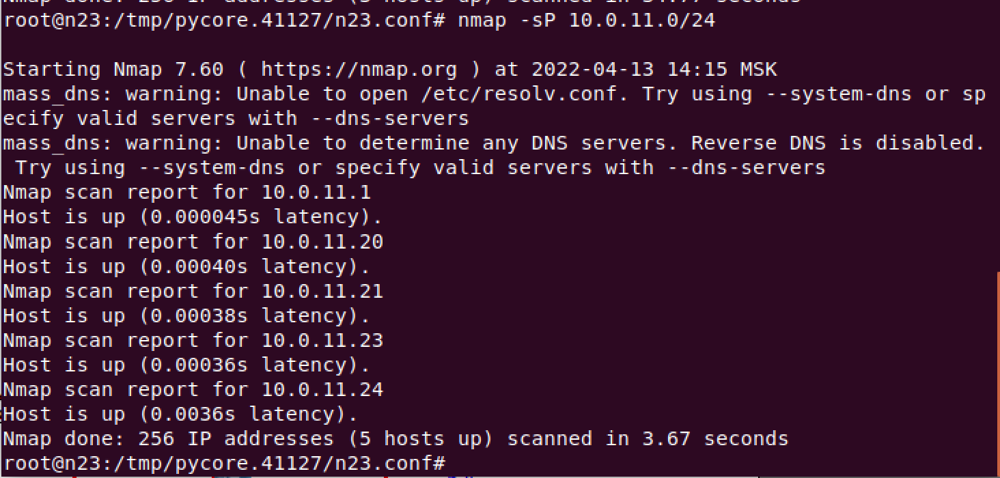 Nmap done: 256 IP addresses (5 hosts up) scanned in 34.77 seconds
root@n23:/tmp/pycore.41127/n23.conf# nmap -sP 10.0.11.0/24
Starting Nmap 7.60 ( https://nmap.org ) at 2022-04-13 14:15 MSK
mass_dns: warning: Unable to open /etc/resolv.conf. Try using --system-dns or sp
ecify valid servers with --dns-servers
mass_dns: warning: Unable to determine any DNS servers. Reverse DNS is disabled.
Try using --system-dns or specify valid servers with --dns-servers
Nmap scan report for 10.0.11.1
Host is up (0.000045s latency).
Nmap scan report for 10.0.11.20
Host is up (0.00040s latency).
Nmap scan report for 10.0.11.21
Host is up (0.00038s latency).
Nmap scan report for 10.0.11.23
Host is up (0.00036s latency).
Nmap scan report for 10.0.11.24
Host is up (0.0036s latency).
Nmap done: 256 IP addresses (5 hosts up) scanned in 3.67 seconds
root@n23:/tmp/pycore.41127/n23.conf#